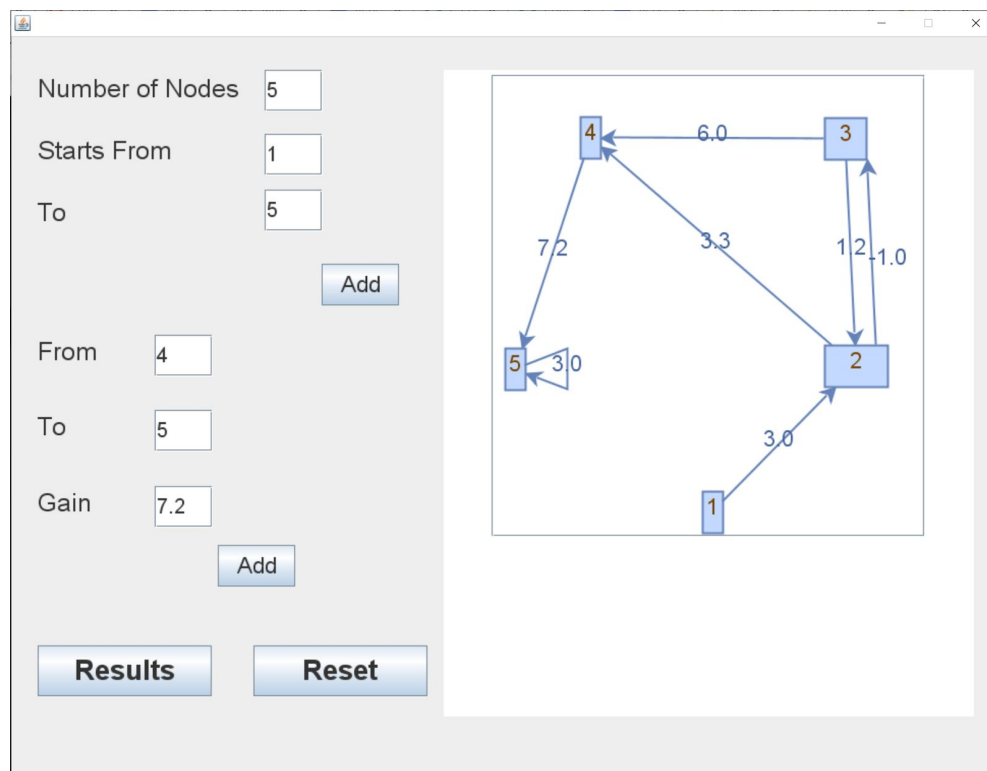 Number of Nodes 5
Starts From 1
To 5
Add
From 4
To 5
Gain 7.2
Add
Results Reset
4 6.0 3
7.2 3.3 1.2 -1.0
5 3.0 2
3.0
1